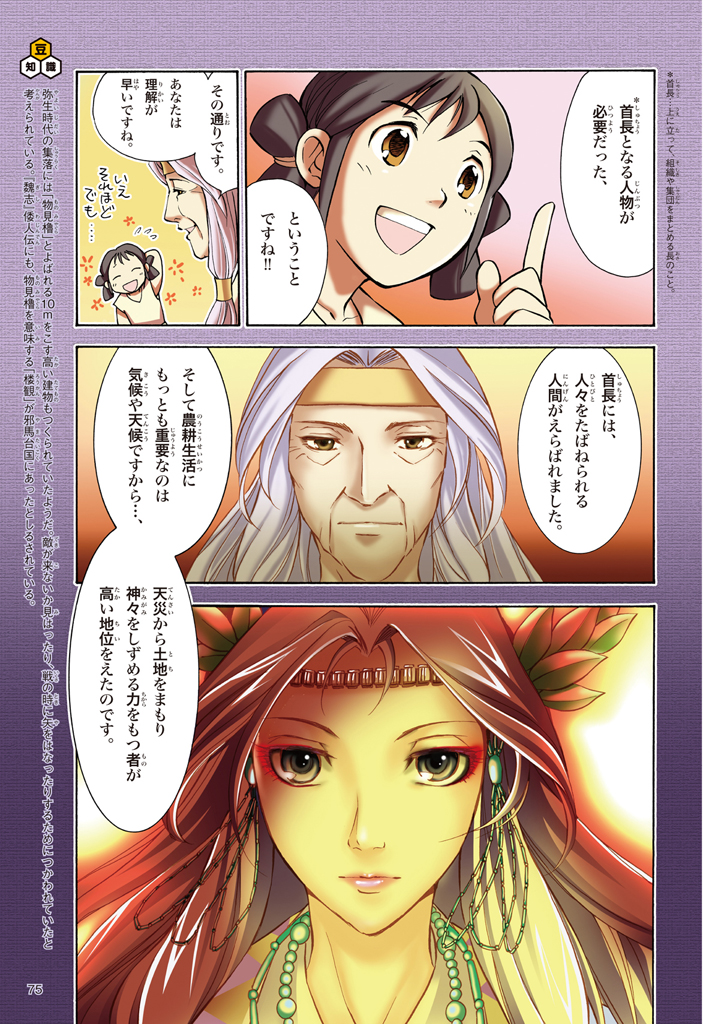 *首長…上に立って組織や集団をまとめる長のこと。
*首長となる人物が
必要だった、
ということ
ですね!!
その通りです。
あなたは
理解が
早いですね。
いえ
それほど
でも…
首長には、
人々をたばねられる
人間がえらばれました。
そして農耕生活に
もっとも重要なのは
気候や天候ですから…、
天災から土地をまもり
神々をしずめる力をもつ者が
高い地位をえたのです。
豆知識
弥生時代の集落には「物見櫓」とよばれる10mをこす高い建物もつくられていたようだ。敵が来ないか見はったり、戦の時に矢をはなったりするためにつかわれていたと
考えられている。『魏志』倭人伝にも、物見櫓を意味する「楼観」が邪馬台国にあったとしるされている。
75